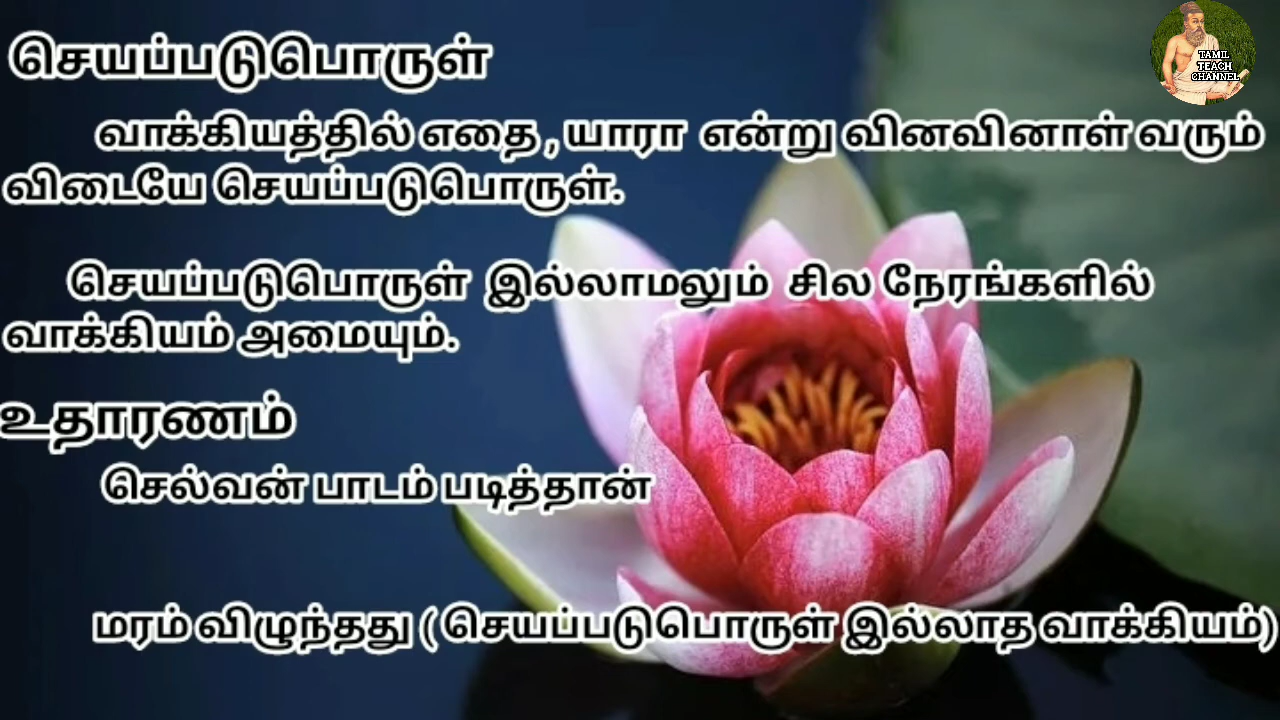 செயப்படுபொருள்
TAMIL
TEACH
CHANNEL
வாக்கியத்தில் எதை , யாரா என்று வினவினாள் வரும்
விடையே செயப்படுபொருள்.
செயப்படுபொருள் இல்லாமலும் சில நேரங்களில்
வாக்கியம் அமையும்.
உதாரணம்
செல்வன் பாடம் படித்தான்
மரம் விழுந்தது ( செயப்படுபொருள் இல்லாத வாக்கியம்)